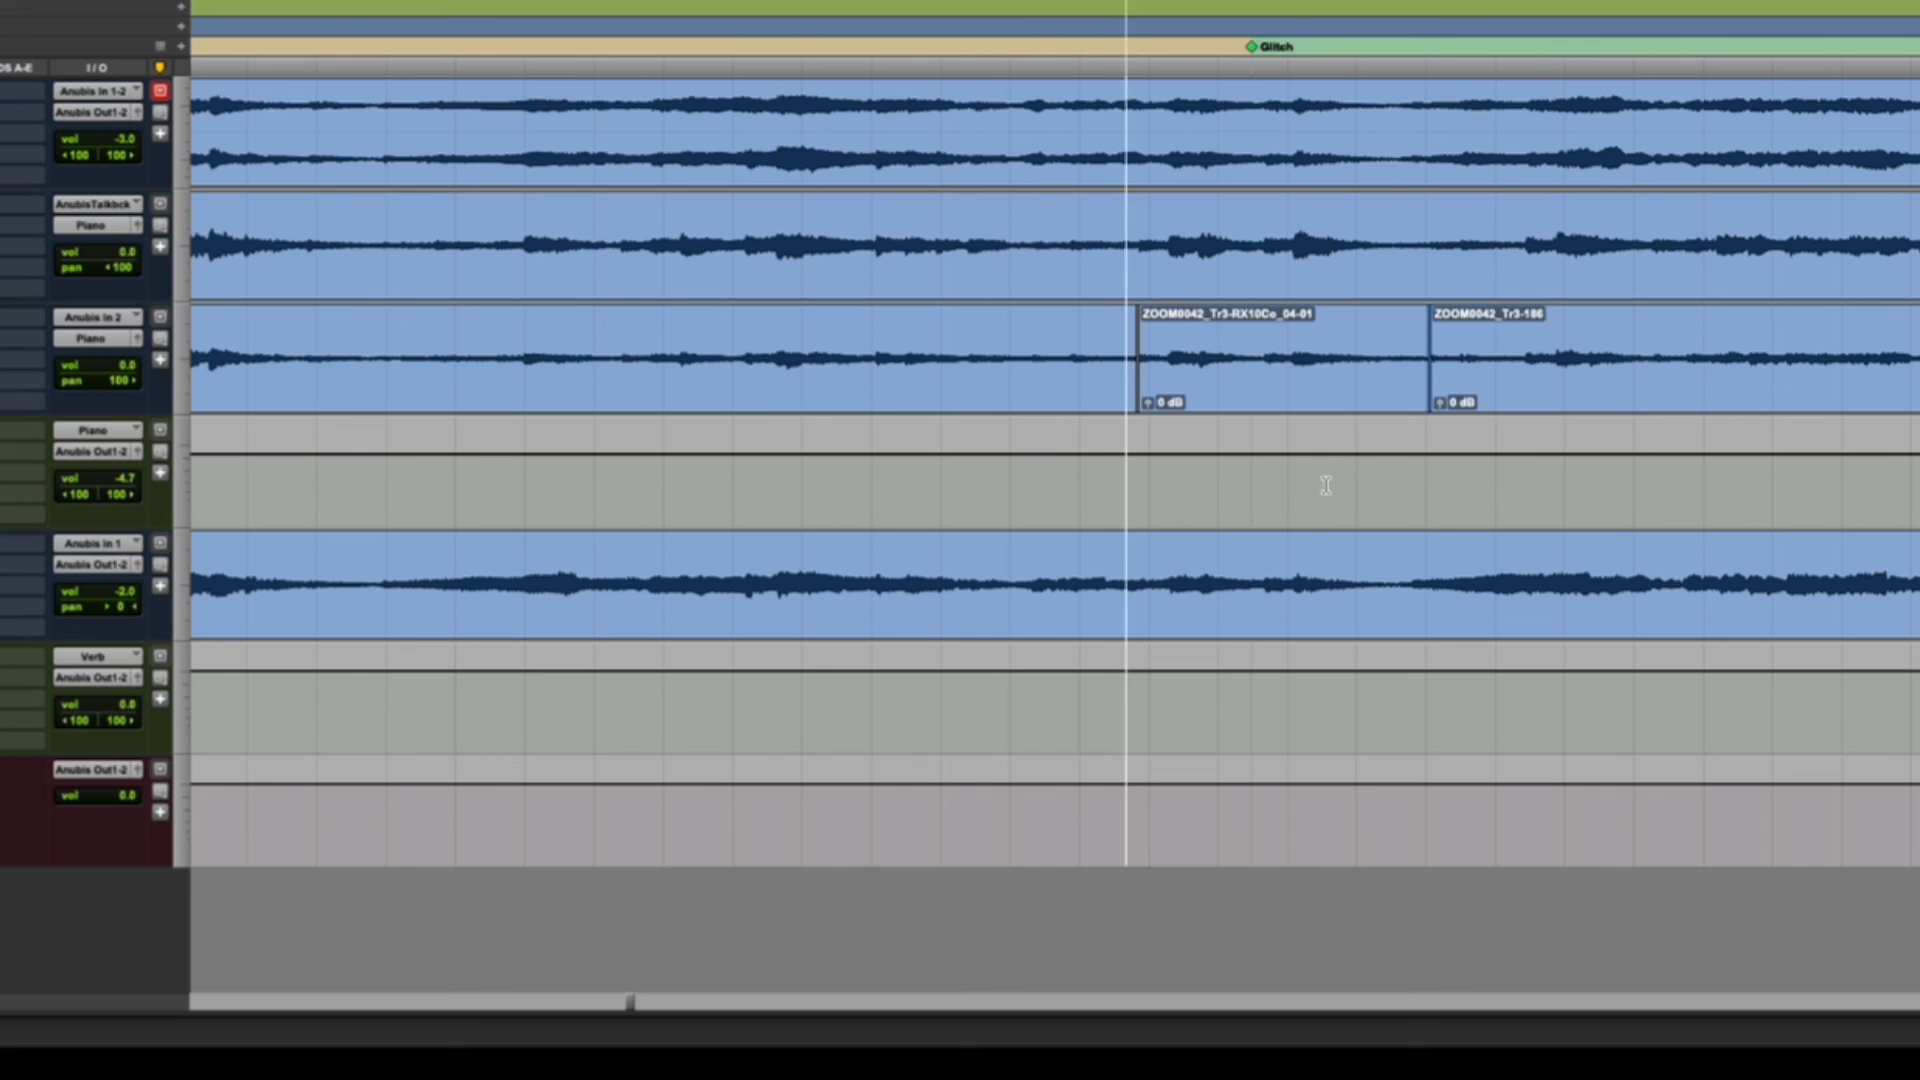 Glitch
DS A-E I / O
Anubis In 1-2
Anubis Out1-2
vol -3.0
100 100
AnubisTalkbck
Piano
vol 0.0
pan 100
Anubis In 2
Piano
vol 0.0
pan 100
ZOOM0042_Tr3-RX10Co_04-01
ZOOM0042_Tr3-186
0 dB
0 dB
Piano
Anubis Out1-2
vol -4.7
100 100
Anubis In 1
Anubis Out1-2
vol -2.0
pan 0
Verb
Anubis Out1-2
vol 0.0
100 100
Anubis Out1-2
vol 0.0